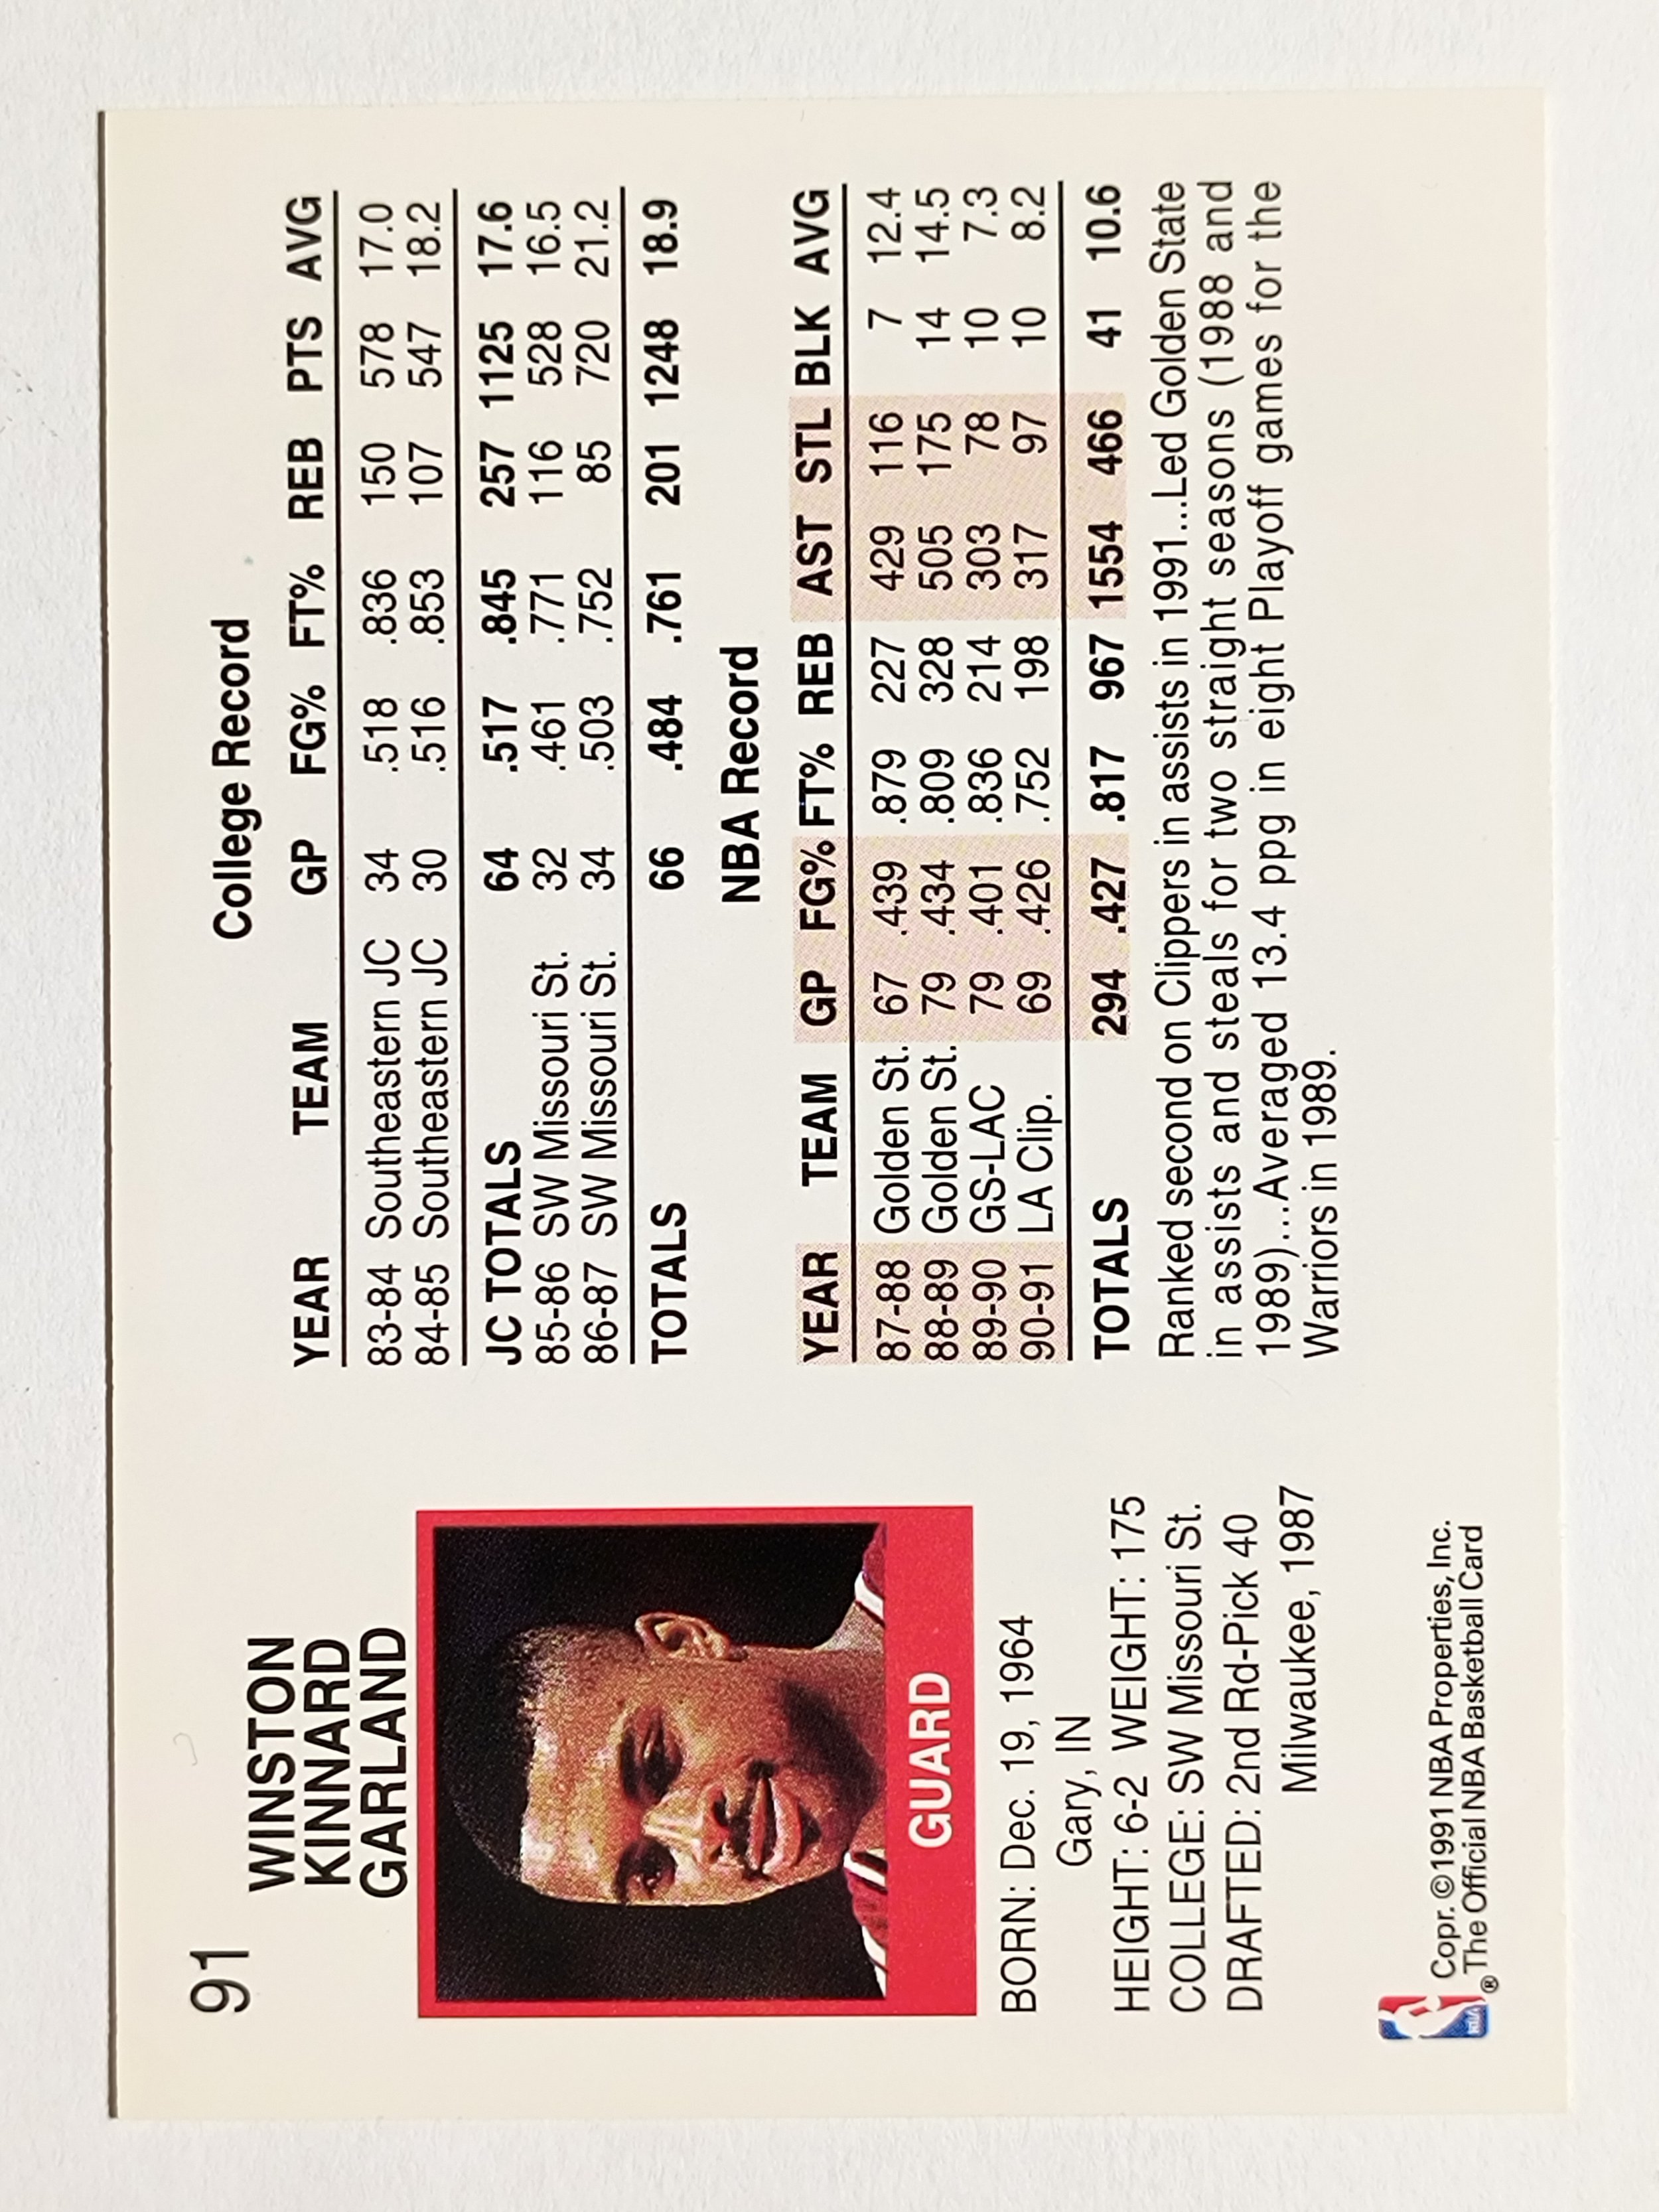 91
WINSTON
KINNARD
GARLAND
GUARD
BORN: Dec. 19, 1964
Gary, IN
HEIGHT: 6-2 WEIGHT: 175
COLLEGE: SW Missouri St.
DRAFTED: 2nd Rd-Pick 40
Milwaukee, 1987
NBA
®
Copr. ©1991 NBA Properties, Inc.
The Official NBA Basketball Card
College Record
YEAR TEAM GP FG% FT% REB PTS AVG
83-84 Southeastern JC 34 .518 .836 150 578 17.0
84-85 Southeastern JC 30 .516 .853 107 547 18.2
JC TOTALS 64 .517 .845 257 1125 17.6
85-86 SW Missouri St. 32 .461 .771 116 528 16.5
86-87 SW Missouri St. 34 .503 .752 85 720 21.2
TOTALS 66 .484 .761 201 1248 18.9
NBA Record
YEAR TEAM GP FG% FT% REB AST STL BLK AVG
87-88 Golden St. 67 .439 .879 227 429 116 7 12.4
88-89 Golden St. 79 .434 .809 328 505 175 14 14.5
89-90 GS-LAC 79 .401 .836 214 303 78 10 7.3
90-91 LA Clip. 69 .426 .752 198 317 97 10 8.2
TOTALS 294 .427 .817 967 1554 466 41 10.6
Ranked second on Clippers in assists in 1991...Led Golden State
in assists and steals for two straight seasons (1988 and
1989)...Averaged 13.4 ppg in eight Playoff games for the
Warriors in 1989.